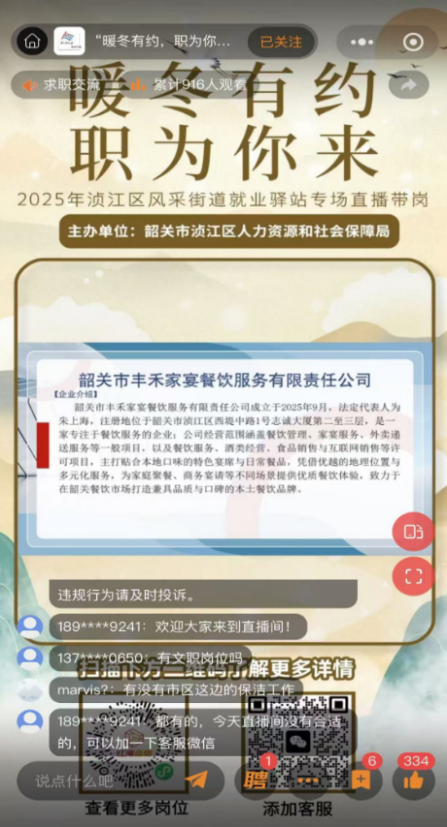 “暖冬有约，职为你...
已关注
求职交流
累计916人观看
暖冬有约
职为你来
2025年浈江区风采街道就业驿站专场直播带岗
主办单位：韶关市浈江区人力资源和社会保障局
韶关市丰禾家宴餐饮服务有限责任公司
【企业介绍】
韶关市丰禾家宴餐饮服务有限责任公司成立于2025年9月，法定代表人为
朱上海，注册地位于韶关市浈江区西堤中路1号志诚大厦第二至三层，是一
家专注于餐饮服务的企业；公司经营范围涵盖餐饮管理、家宴服务、外卖递
送服务等一般项目，以及餐饮服务、酒类经营、食品销售与互联网销售等许
可项目，主打贴合本地口味的特色宴席与日常餐品，凭借优越的地理位置与
多元化服务，为家庭聚餐、商务宴请等不同场景提供优质餐饮体验，致力于
在韶关餐饮市场打造兼具品质与口碑的本土餐饮品牌。
违规行为请及时投诉。
189****9241：欢迎大家来到直播间！
137****0650：有文职岗位吗
扫描下方二维码了解更多详情
marvis?：有没有市区这边的保洁工作
189****9241：都有的，今天直播间没有合适
的，可以加一下客服微信
说点什么吧
聘
1
6
334
查看更多岗位
添加客服